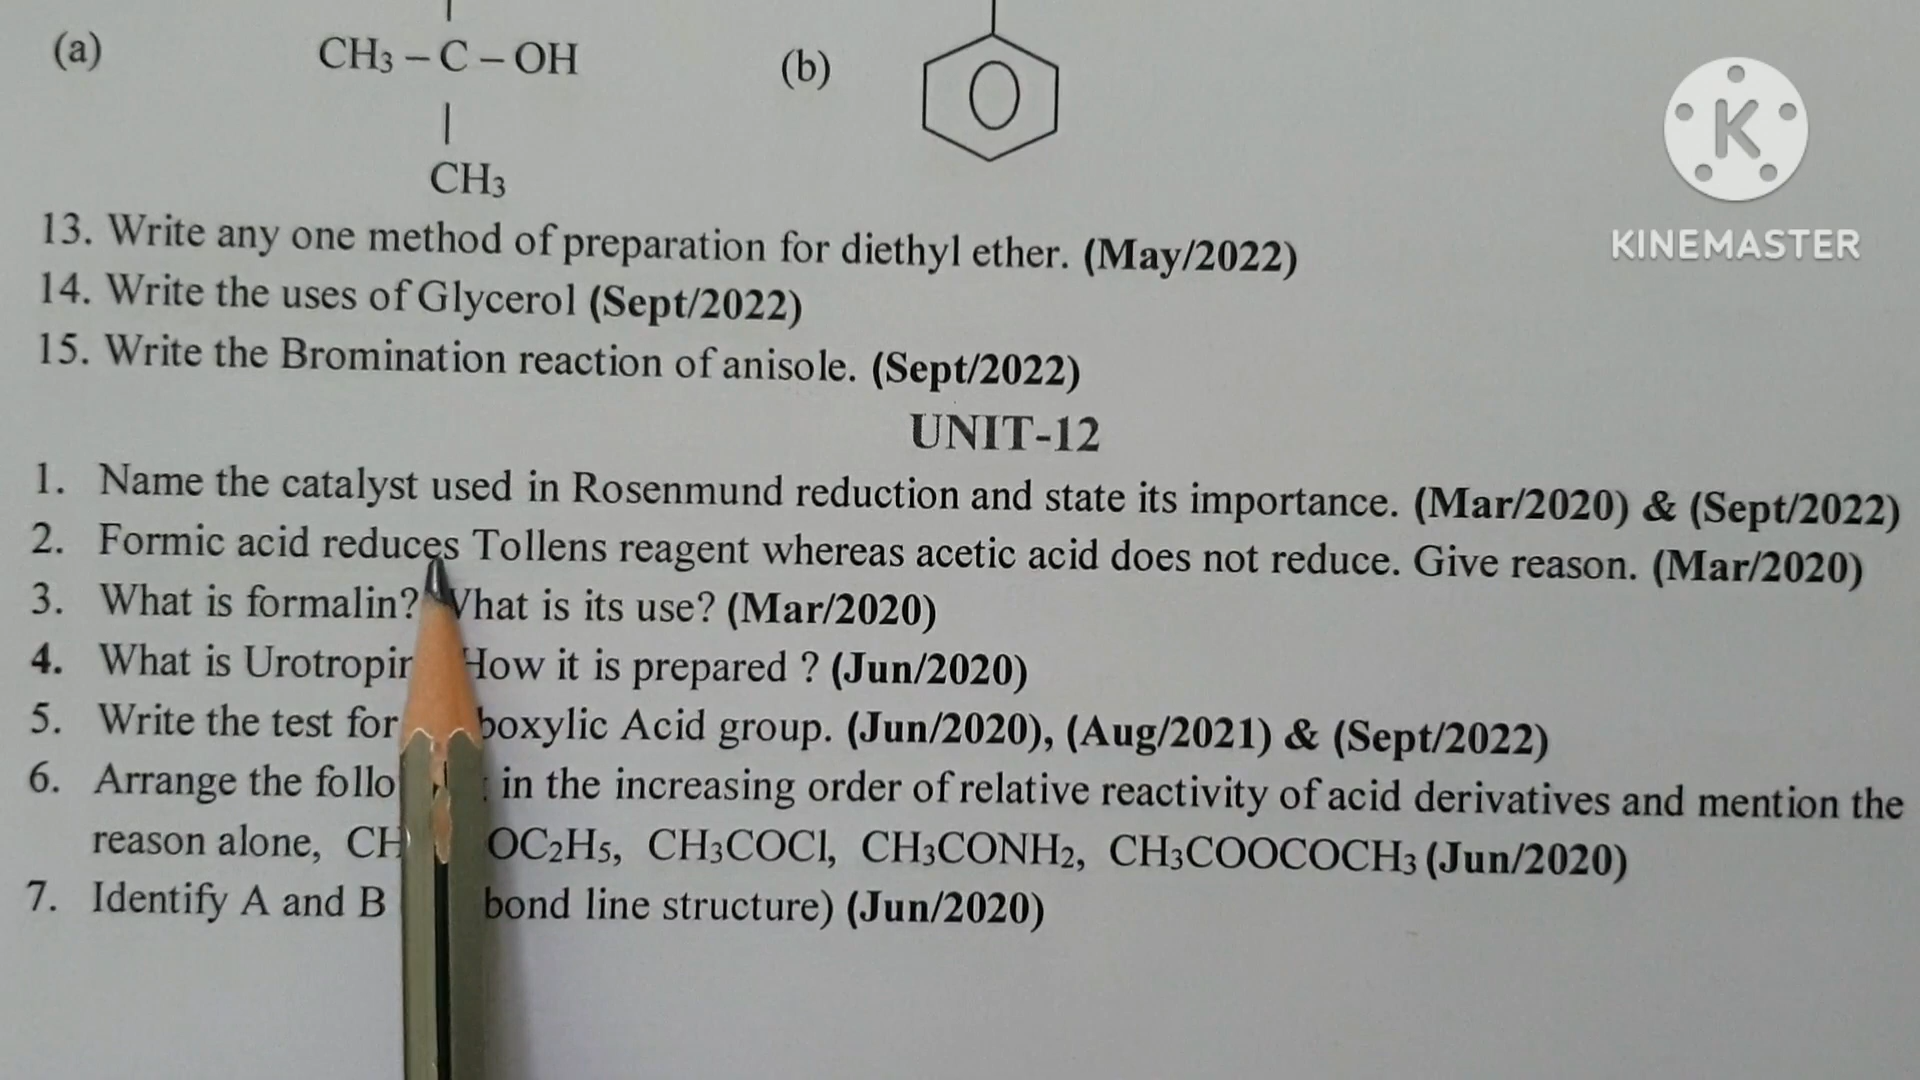 (a) CH₃ – C – OH (b)
CH₃
K
KINEMASTER
13. Write any one method of preparation for diethyl ether. (May/2022)
14. Write the uses of Glycerol (Sept/2022)
15. Write the Bromination reaction of anisole. (Sept/2022)
UNIT-12
1. Name the catalyst used in Rosenmund reduction and state its importance. (Mar/2020) & (Sept/2022)
2. Formic acid reduces Tollens reagent whereas acetic acid does not reduce. Give reason. (Mar/2020)
3. What is formalin? What is its use? (Mar/2020)
4. What is How it is prepared ? (Jun/2020)
5. Write the test for Acid group. (Jun/2020), (Aug/2021) & (Sept/2022)
6. Arrange the in the increasing order of relative reactivity of acid derivatives and mention the
reason alone, OC₂H₅, CH₃COCl, CH₃CONH₂, CH₃COOCOCH₃ (Jun/2020)
7. Identify A and B bond line structure) (Jun/2020)